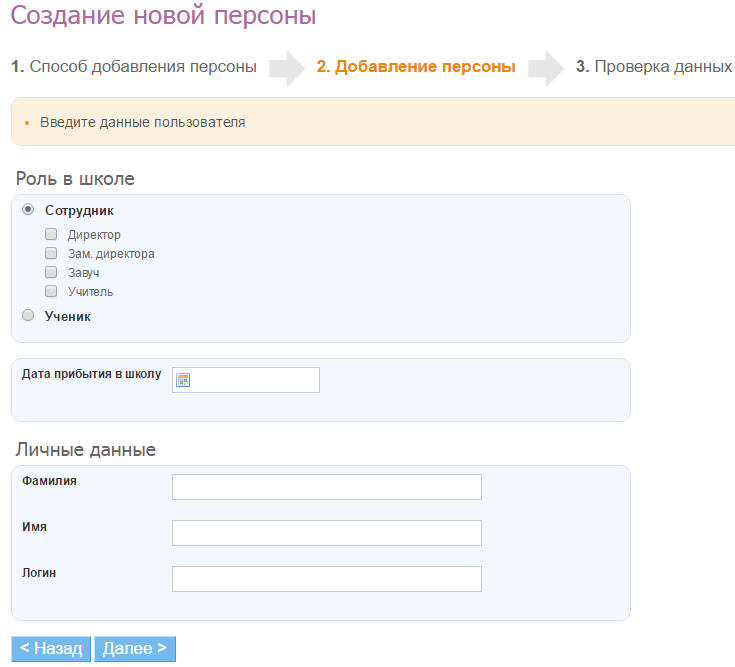 Создание новой персоны
1. Способ добавления персоны 2. Добавление персоны 3. Проверка данных
Введите данные пользователя
Роль в школе
Сотрудник
Директор
Зам. директора
Завуч
Учитель
Ученик
Дата прибытия в школу
Личные данные
Фамилия
Имя
Логин
< Назад Далее >